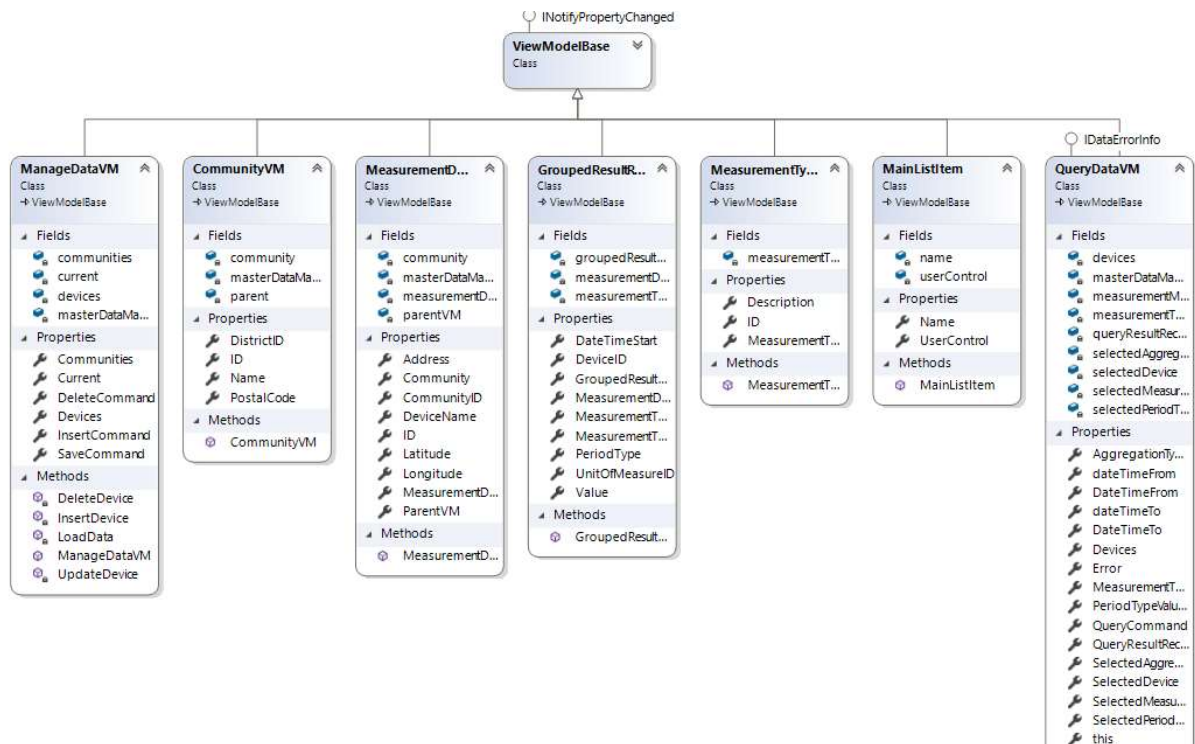 INotifyPropertyChanged
ViewModelBase
Class
ManageDataVM
Class
ViewModelBase
Fields
communities
current
devices
masterDataMa...
Properties
Communities
Current
DeleteCommand
Devices
InsertCommand
SaveCommand
Methods
DeleteDevice
InsertDevice
LoadData
ManageDataVM
UpdateDevice
CommunityVM
Class
ViewModelBase
Fields
community
masterDataMa...
parent
Properties
DistrictID
ID
Name
PostalCode
Methods
CommunityVM
MeasurementD...
Class
ViewModelBase
Fields
community
masterDataMa...
measurementD...
parentVM
Properties
Address
Community
CommunityID
DeviceName
ID
Latitude
Longitude
MeasurementD...
ParentVM
Methods
MeasurementD...
GroupedResultR...
Class
ViewModelBase
Fields
groupedResult...
measurementD...
measurementT...
Properties
DateTimeStart
DeviceID
GroupedResult...
MeasurementD...
MeasurementT...
MeasurementT...
PeriodType
UnitOfMeasureID
Value
Methods
GroupedResult...
MeasurementTy...
Class
ViewModelBase
Fields
measurementT...
Properties
Description
ID
MeasurementT...
Methods
MeasurementT...
MainListItem
Class
ViewModelBase
Fields
name
userControl
Properties
Name
UserControl
Methods
MainListItem
IDataErrorInfo
QueryDataVM
Class
ViewModelBase
Fields
devices
masterDataMa...
measurementM...
measurementT...
queryResultRec...
selectedAggreg...
selectedDevice
selectedMeasur...
selectedPeriodT...
Properties
AggregationTy...
dateTimeFrom
DateTimeFrom
dateTimeTo
DateTimeTo
Devices
Error
MeasurementT...
PeriodTypeValu...
QueryCommand
QueryResultRec...
SelectedAggre...
SelectedDevice
SelectedMeasu...
SelectedPeriod...
this